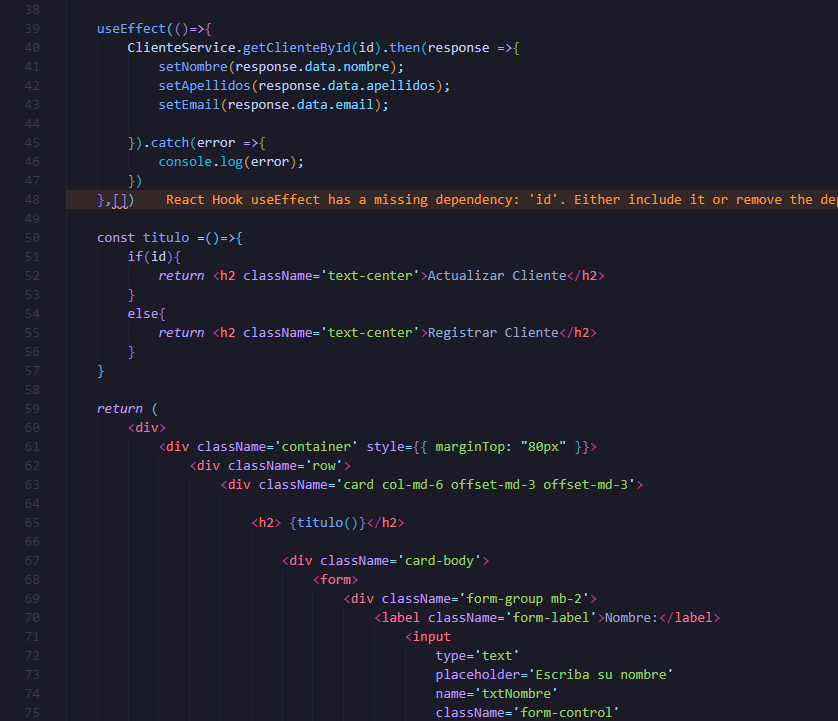 38
39 useEffect(()=>{
40 ClienteService.getClienteById(id).then(response =>{
41 setNombre(response.data.nombre);
42 setApellidos(response.data.apellidos);
43 setEmail(response.data.email);
44
45 }).catch(error =>{
46 console.log(error);
47 })
48 },[]) React Hook useEffect has a missing dependency: 'id'. Either include it or remove the de
49
50 const titulo =()=>{
51 if(id){
52 return <h2 className='text-center'>Actualizar Cliente</h2>
53 }
54 else{
55 return <h2 className='text-center'>Registrar Cliente</h2>
56 }
57 }
58
59 return (
60 <div>
61 <div className='container' style={{ marginTop: "80px" }}>
62 <div className='row'>
63 <div className='card col-md-6 offset-md-3 offset-md-3'>
64
65 <h2> {titulo()}</h2>
66
67 <div className='card-body'>
68 <form>
69 <div className='form-group mb-2'>
70 <label className='form-label'>Nombre:</label>
71 <input
72 type='text'
73 placeholder='Escriba su nombre'
74 name='txtNombre'
75 className='form-control'